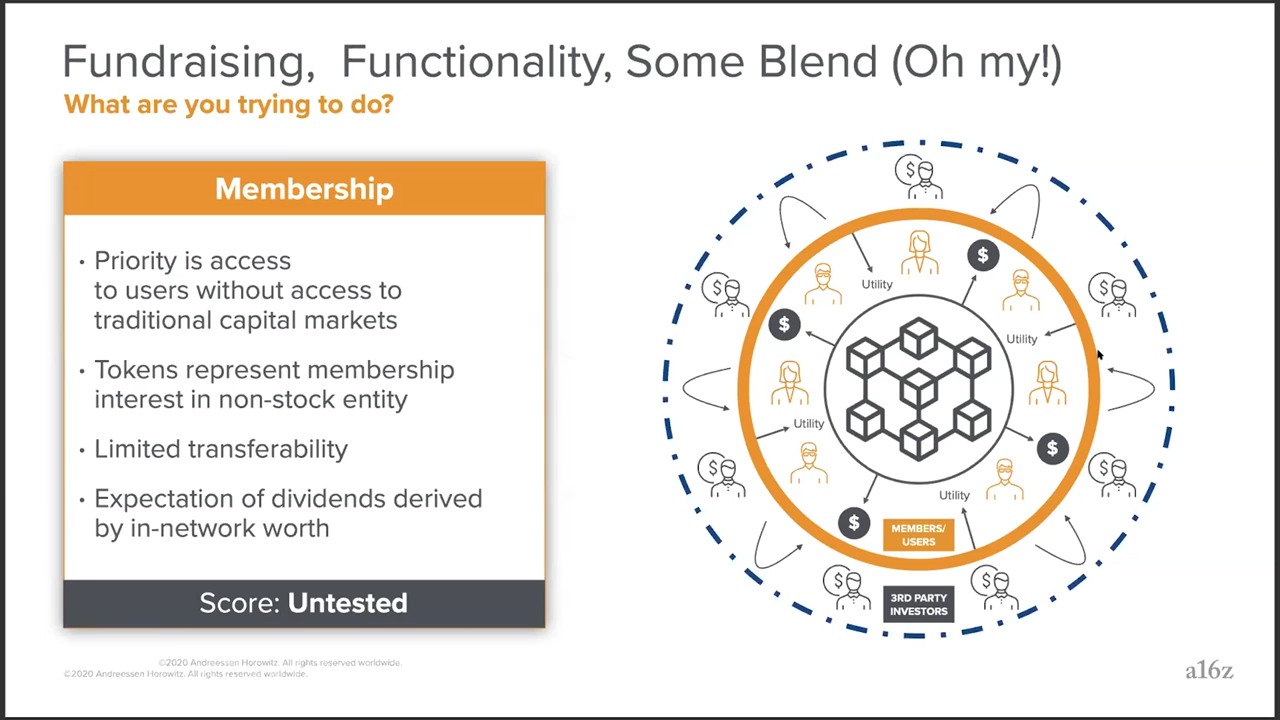 Fundraising,  Functionality, Some Blend (Oh my!)
What are you trying to do?
Membership
• Priority is access
to users without access to
traditional capital markets
• Tokens represent membership
interest in non-stock entity
• Limited transferability
• Expectation of dividends derived
by in-network worth
Score: Untested
$
$
Utility
$
$
$
Utility
$
Utility
$
$
$
Utility
$
MEMBERS/
USERS
$
$
3RD PARTY
INVESTORS
©2020 Andreessen Horowitz. All rights reserved worldwide.
©2020 Andreessen Horowitz. All rights reserved worldwide.
a16z